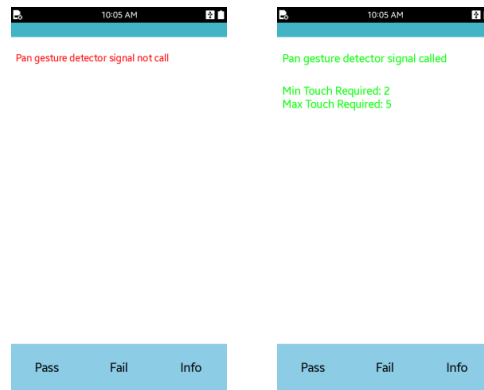 10:05 AM
Pan gesture detector signal not call
Pass Fail Info
10:05 AM
Pan gesture detector signal called
Min Touch Required: 2
Max Touch Required: 5
Pass Fail Info